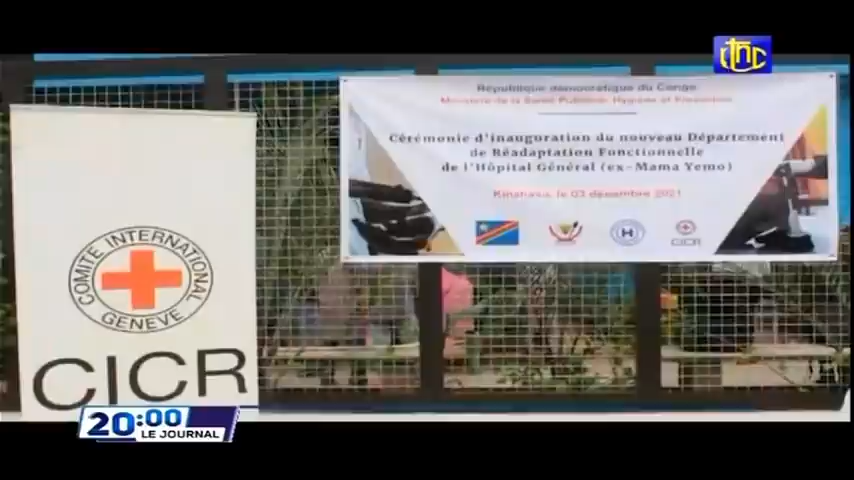 rtnc
République démocratique du Congo
Ministère de la Santé Publique, Hygiène et Prévention
Cérémonie d'inauguration du nouveau Département
de Réadaptation Fonctionnelle
de l'Hôpital Général (ex-Mama Yemo)
Kinshasa, le 03 décembre 2021
H
CICR
COMITE INTERNATIONAL
GENEVE
CICR
20:00
LE JOURNAL